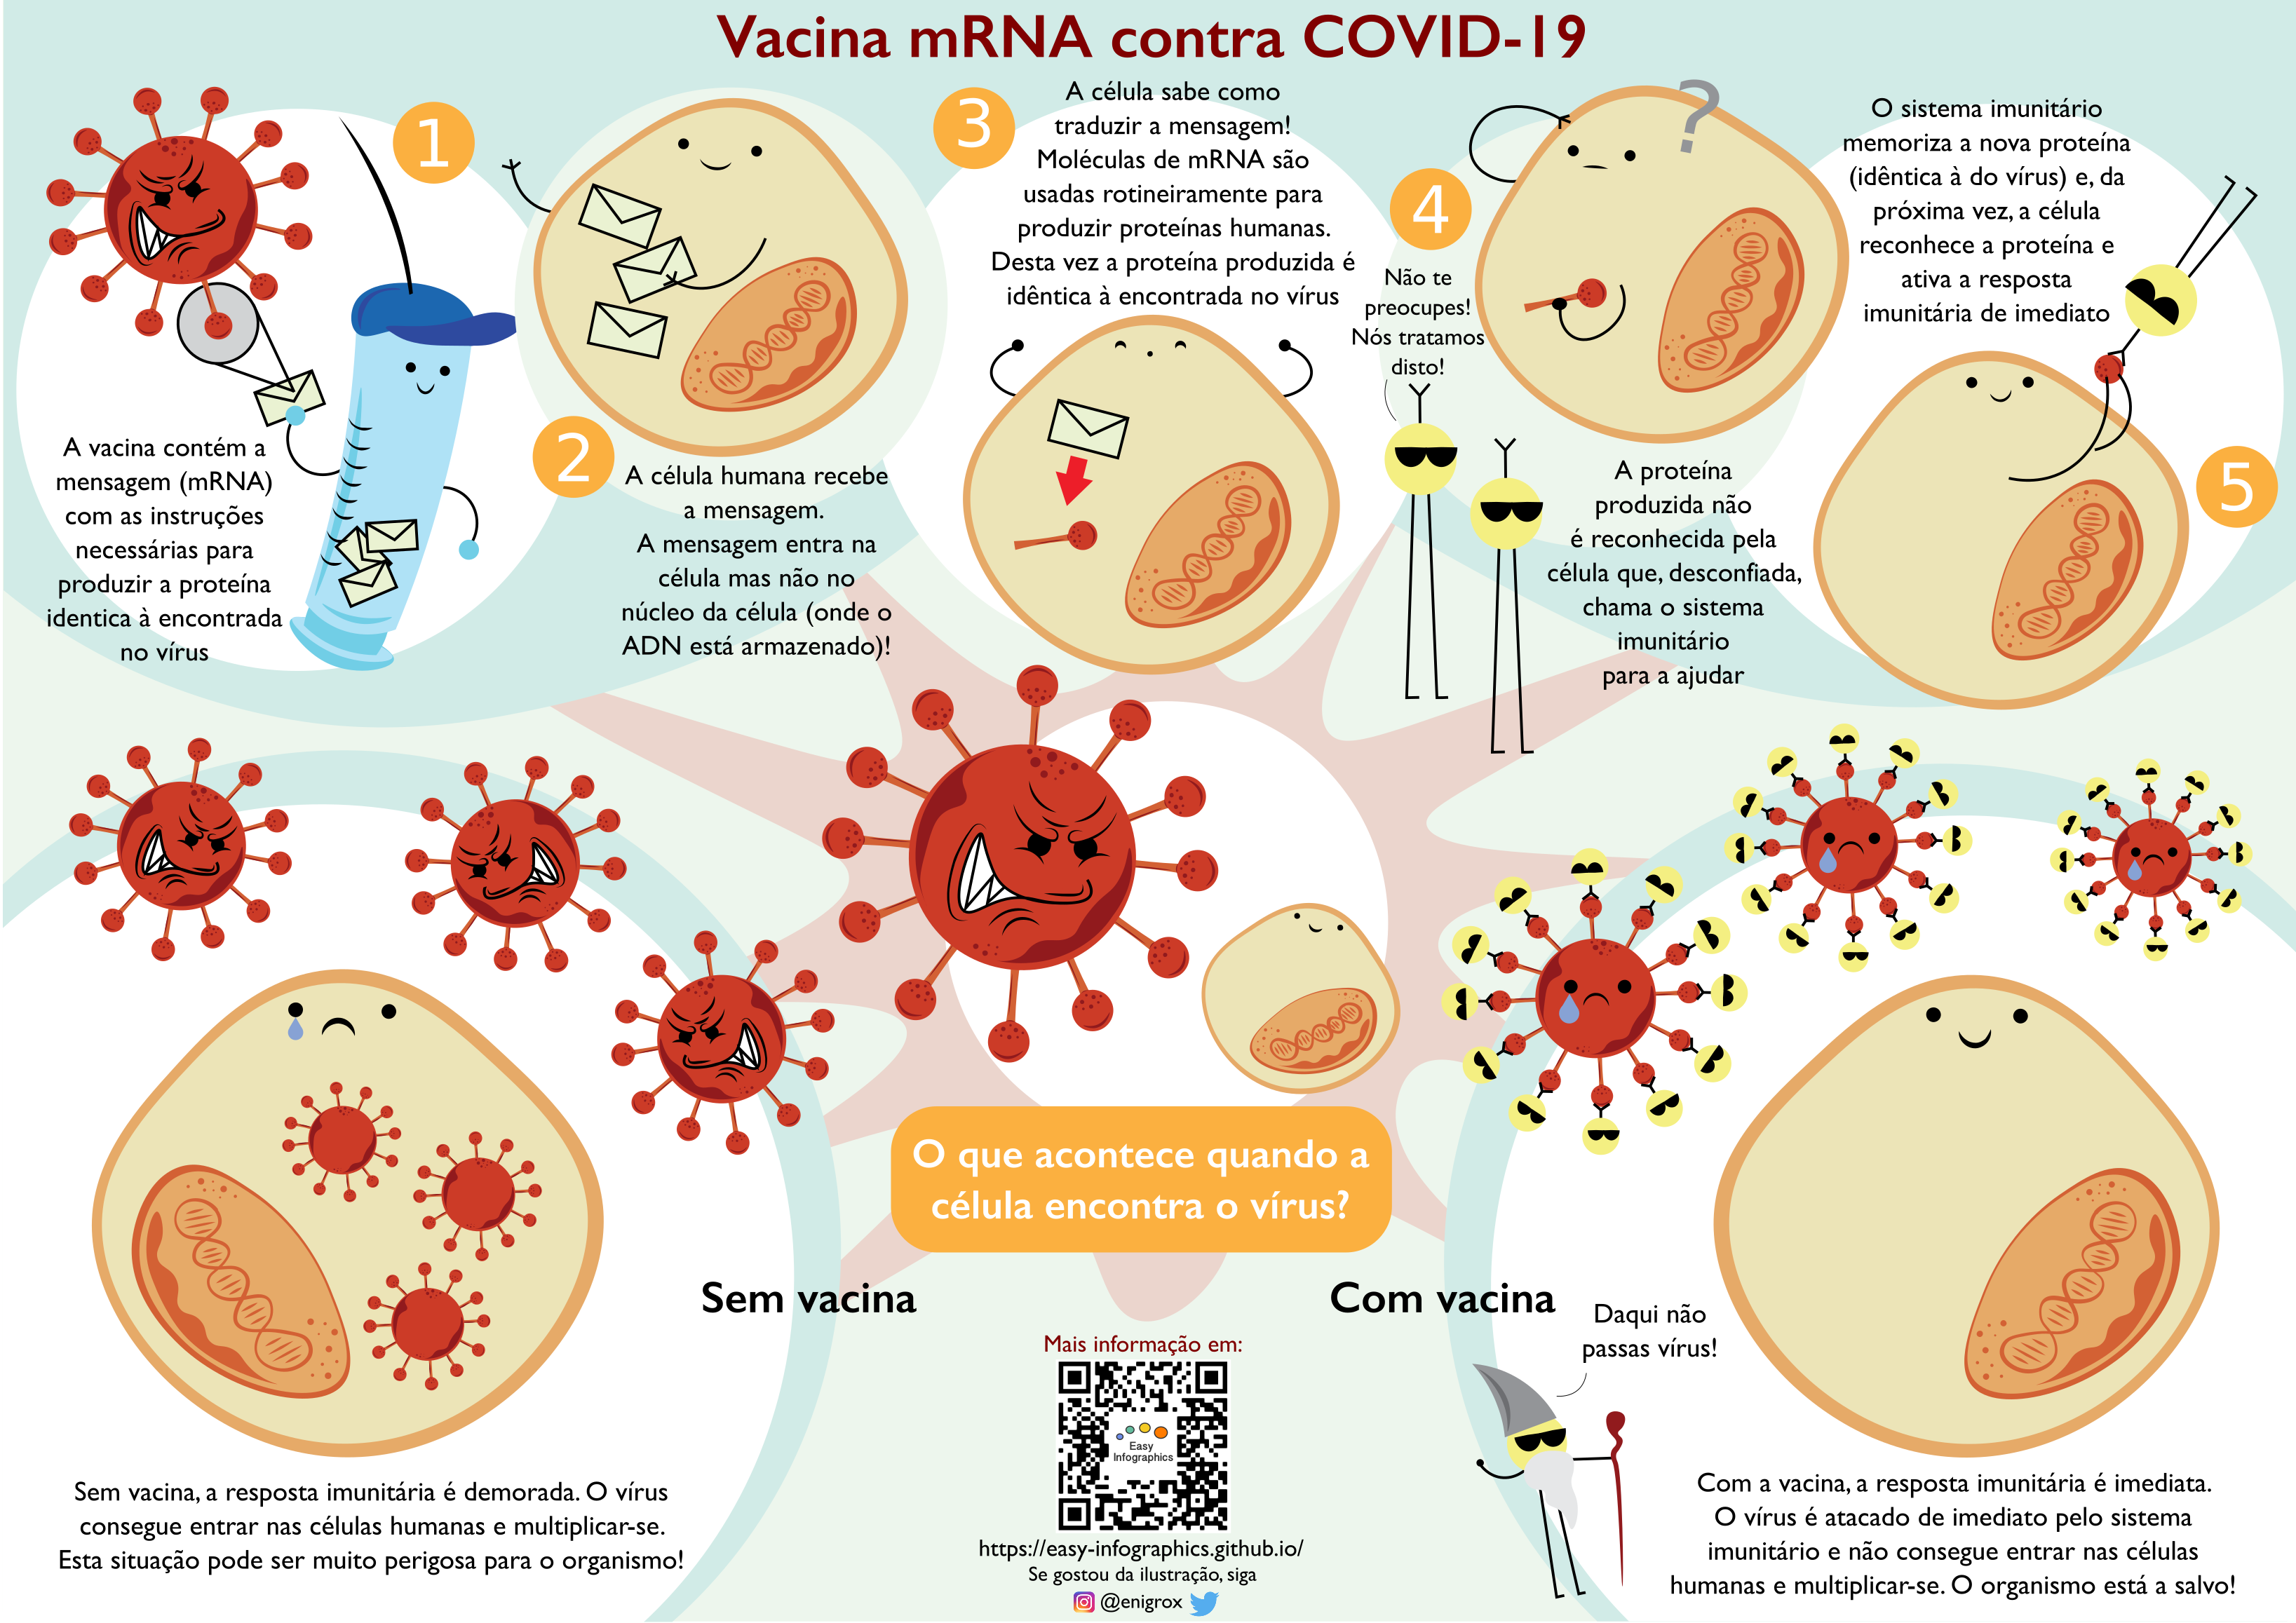 Vacina mRNA contra COVID-19
1
A vacina contém a
mensagem (mRNA)
com as instruções
necessárias para
produzir a proteína
identica à encontrada
no vírus
2
A célula humana recebe
a mensagem.
A mensagem entra na
célula mas não no
núcleo da célula (onde o
ADN está armazenado)!
3
A célula sabe como
traduzir a mensagem!
Moléculas de mRNA são
usadas rotineiramente para
produzir proteínas humanas.
Desta vez a proteína produzida é
idêntica à encontrada no vírus
4
?
Não te
preocupes!
Nós tratamos
disto!
A proteína
produzida não
é reconhecida pela
célula que, desconfiada,
chama o sistema
imunitário
para a ajudar
O sistema imunitário
memoriza a nova proteína
(idêntica à do vírus) e, da
próxima vez, a célula
reconhece a proteína e
ativa a resposta
imunitária de imediato
5
O que acontece quando a
célula encontra o vírus?
Sem vacina
Sem vacina, a resposta imunitária é demorada. O vírus
consegue entrar nas células humanas e multiplicar-se.
Esta situação pode ser muito perigosa para o organismo!
Com vacina
Daqui não
passas vírus!
Com a vacina, a resposta imunitária é imediata.
O vírus é atacado de imediato pelo sistema
imunitário e não consegue entrar nas células
humanas e multiplicar-se. O organismo está a salvo!
Mais informação em:
Easy
Infographics
https://easy-infographics.github.io/
Se gostou da ilustração, siga
@enigrox